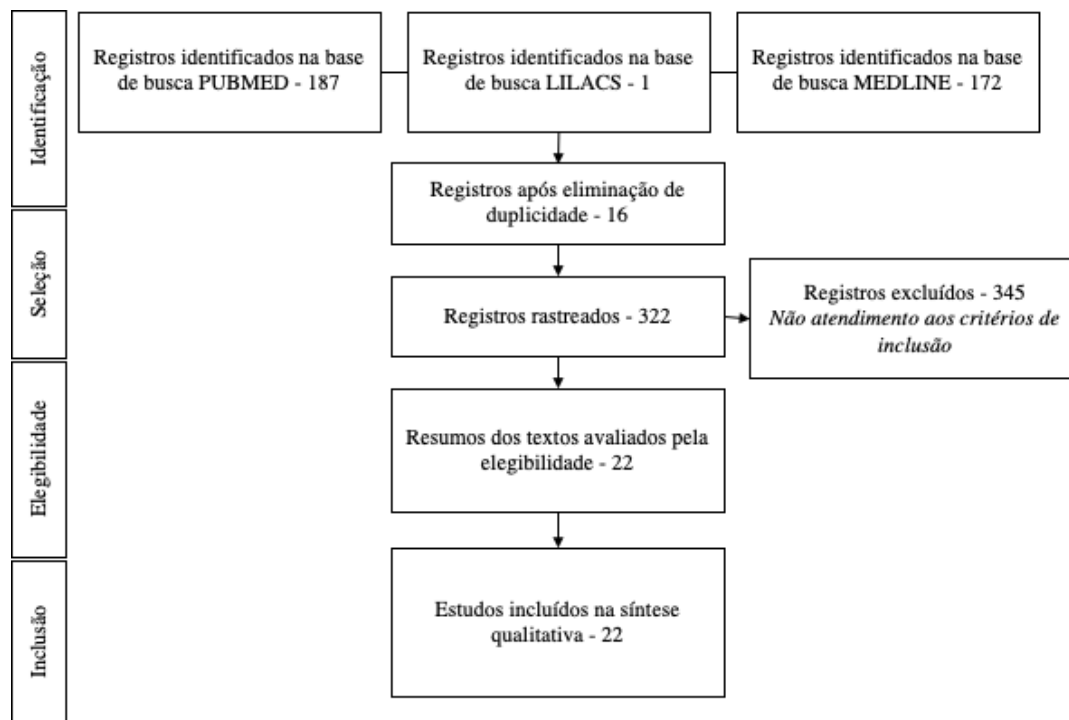 Identificação
Registros identificados na base
de busca PUBMED - 187
Registros identificados na base
de busca LILACS - 1
Registros identificados na base
de busca MEDLINE - 172
Registros após eliminação de
duplicidade - 16
Seleção
Registros rastreados - 322
Registros excluídos - 345
Não atendimento aos critérios de
inclusão
Elegibilidade
Resumos dos textos avaliados pela
elegibilidade - 22
Inclusão
Estudos incluídos na síntese
qualitativa - 22